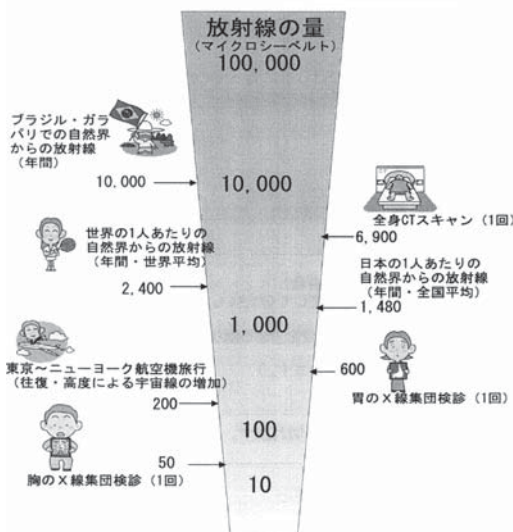 放射線の量
(マイクロシーベルト)
100,000
ブラジル・ガラ
パリでの自然界
からの放射線
(年間)
10,000
10,000
全身CTスキャン(1回)
6,900
世界の1人あたりの
自然界からの放射線
(年間・世界平均)
2,400
日本の1人あたりの
自然界からの放射線
(年間・全国平均)
1,480
1,000
東京~ニューヨーク航空機旅行
(往復・高度による宇宙線の増加)
200
600
胃のX線集団検診(1回)
100
50
胸のX線集団検診(1回)
10